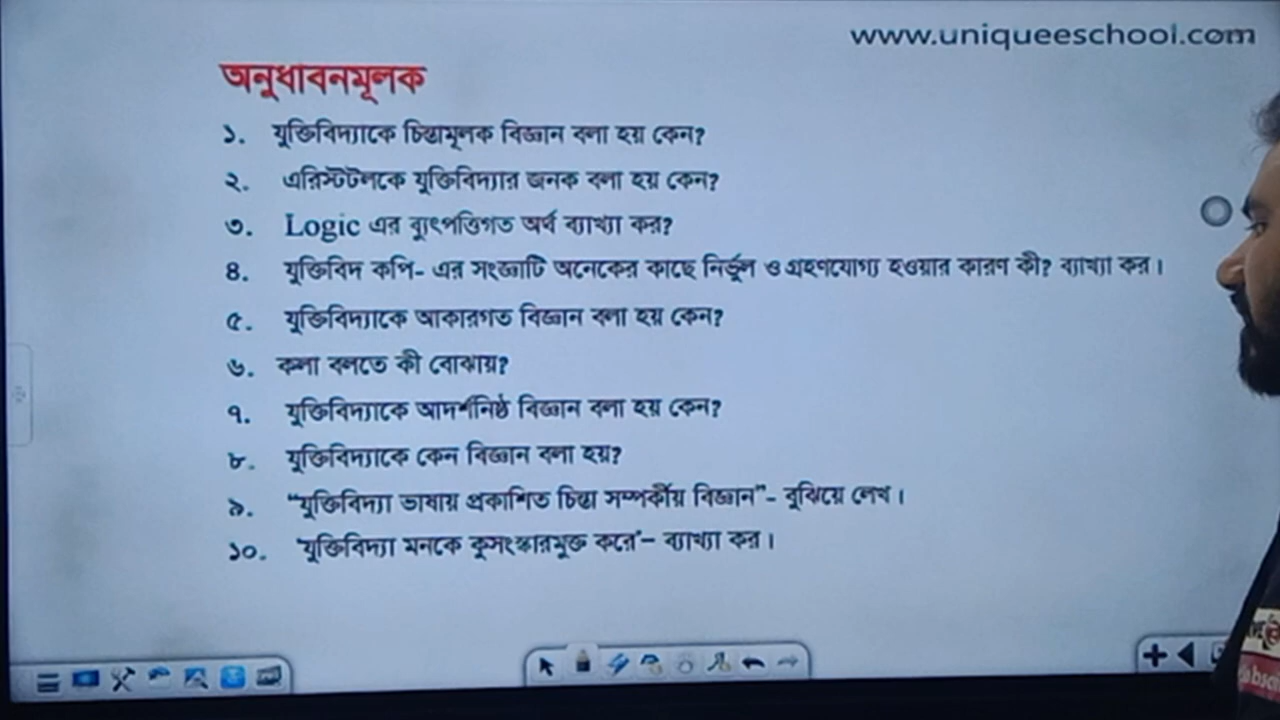 www.uniqueeschool.com
অনুধাবনমূলক
১. যুক্তিবিদ্যাকে চিন্তামূলক বিজ্ঞান বলা হয় কেন?
২. এরিস্টটলকে যুক্তিবিদ্যার জনক বলা হয় কেন?
৩. Logic এর ব্যুৎপত্তিগত অর্থ ব্যাখ্যা কর?
৪. যুক্তিবিদ কপি- এর সংজ্ঞাটি অনেকের কাছে নির্ভুল ও গ্রহণযোগ্য হওয়ার কারণ কী? ব্যাখ্যা কর।
৫. যুক্তিবিদ্যাকে আকারগত বিজ্ঞান বলা হয় কেন?
৬. কলা বলতে কী বোঝায়?
৭. যুক্তিবিদ্যাকে আদর্শনিষ্ঠ বিজ্ঞান বলা হয় কেন?
৮. যুক্তিবিদ্যাকে কেন বিজ্ঞান বলা হয়?
৯. “যুক্তিবিদ্যা ভাষায় প্রকাশিত চিন্তা সম্পর্কীয় বিজ্ঞান”- বুঝিয়ে লেখ।
১০. ‘যুক্তিবিদ্যা মনকে কুসংস্কারমুক্ত করে’– ব্যাখ্যা কর।